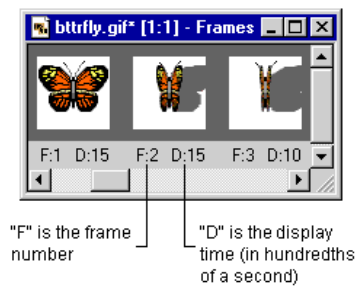 bttrfly.gif* [1:1] - Frames
F:1 D:15 F:2 D:15 F:3 D:10
"F" is the frame
number
"D" is the display
time (in hundredths
of a second)